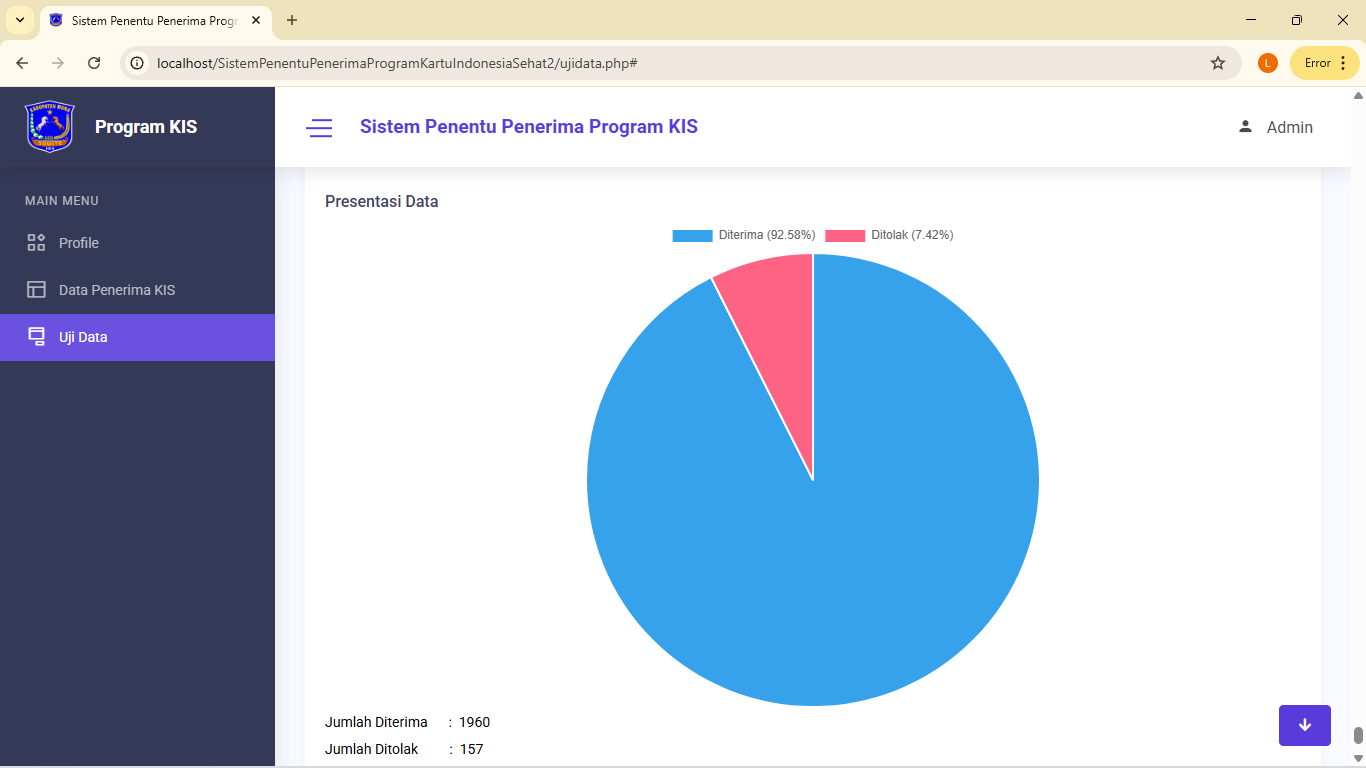 Sistem Penentu Penerima Progr
localhost/SistemPenentuPenerimaProgramKartuIndonesiaSehat2/ujidata.php#
L
Error
KABUPATEN MUNA
Program KIS
Sistem Penentu Penerima Program KIS
Admin
MAIN MENU
Profile
Data Penerima KIS
Uji Data
Presentasi Data
Diterima (92.58%)
Ditolak (7.42%)
Jumlah Diterima : 1960
Jumlah Ditolak : 157